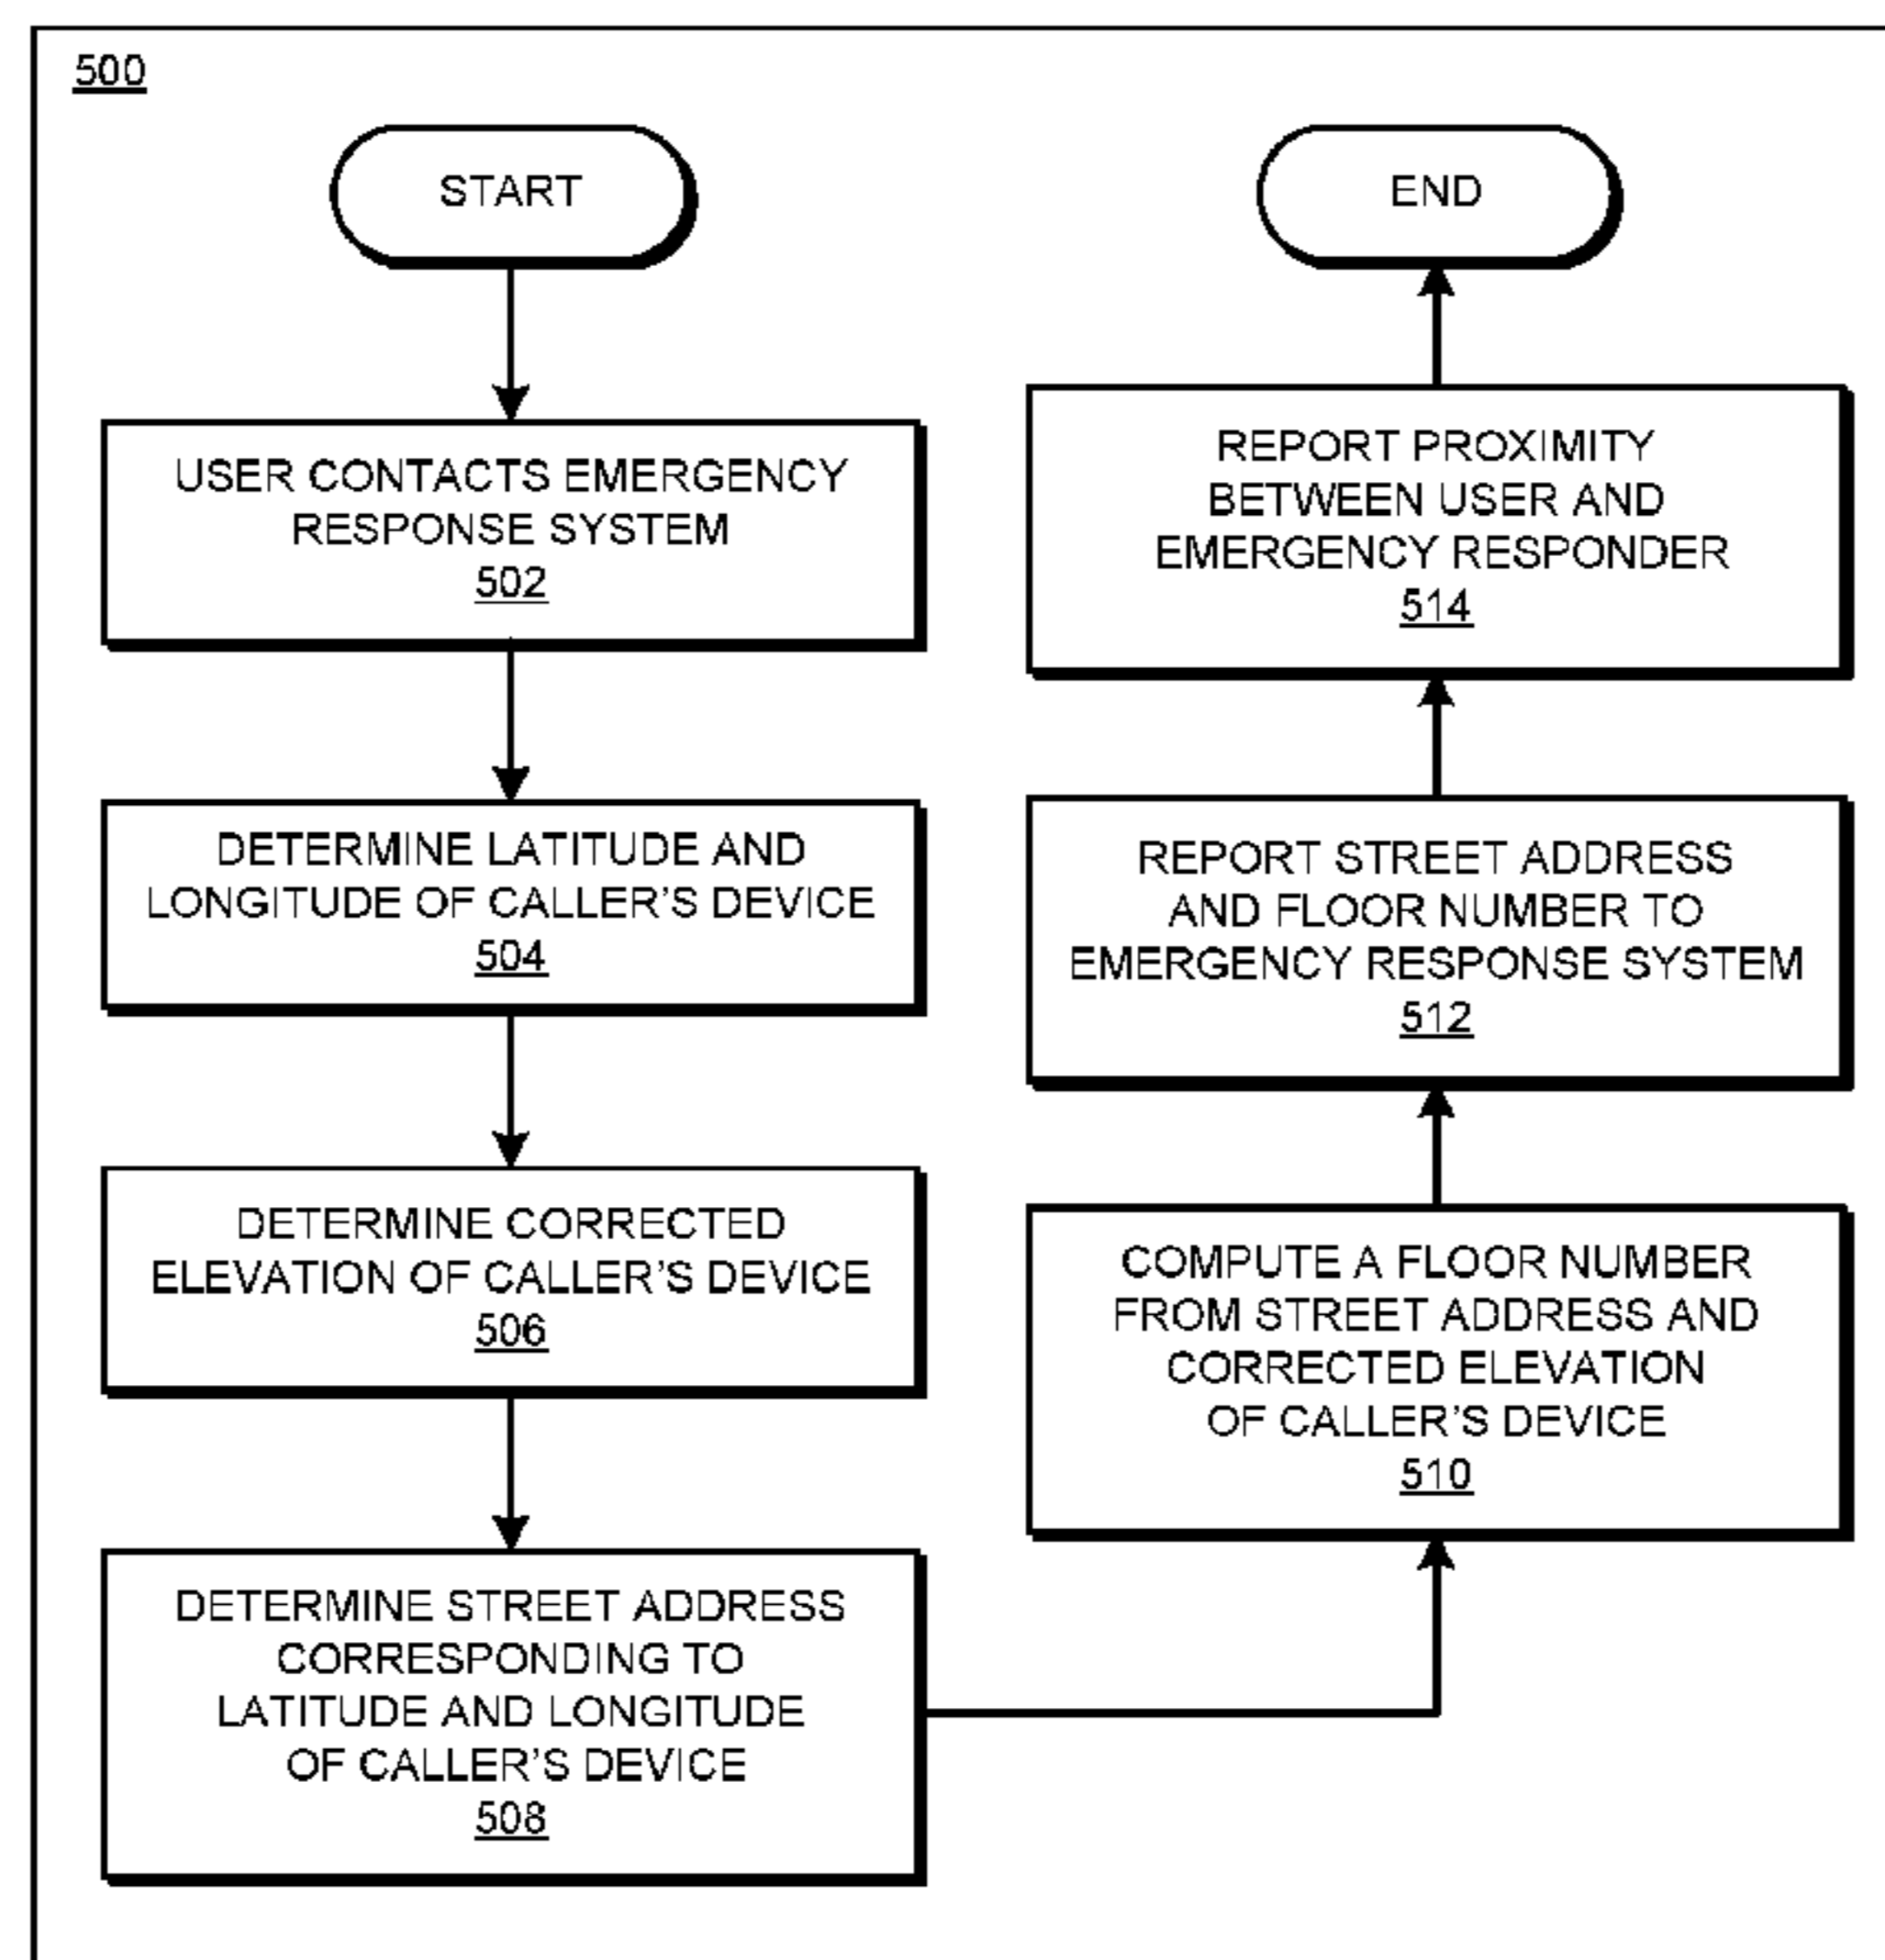 500
START
USER CONTACTS EMERGENCY
RESPONSE SYSTEM
502
DETERMINE LATITUDE AND
LONGITUDE OF CALLER'S DEVICE
504
DETERMINE CORRECTED
ELEVATION OF CALLER'S DEVICE
506
DETERMINE STREET ADDRESS
CORRESPONDING TO
LATITUDE AND LONGITUDE
OF CALLER'S DEVICE
508
COMPUTE A FLOOR NUMBER
FROM STREET ADDRESS AND
CORRECTED ELEVATION
OF CALLER'S DEVICE
510
REPORT STREET ADDRESS
AND FLOOR NUMBER TO
EMERGENCY RESPONSE SYSTEM
512
REPORT PROXIMITY
BETWEEN USER AND
EMERGENCY RESPONDER
514
END